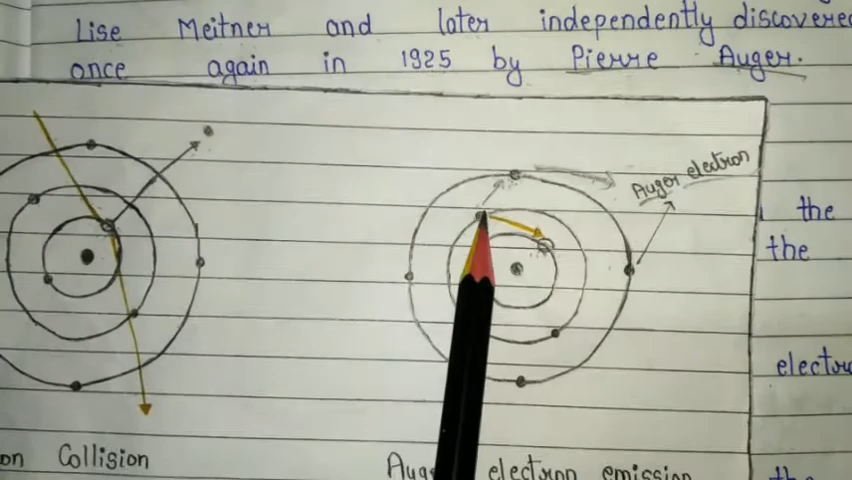 Lise Meitner and later independently discovered
once again in 1925 by Pierre Auger.
Auger electron
the
the
on Collision
electron emission